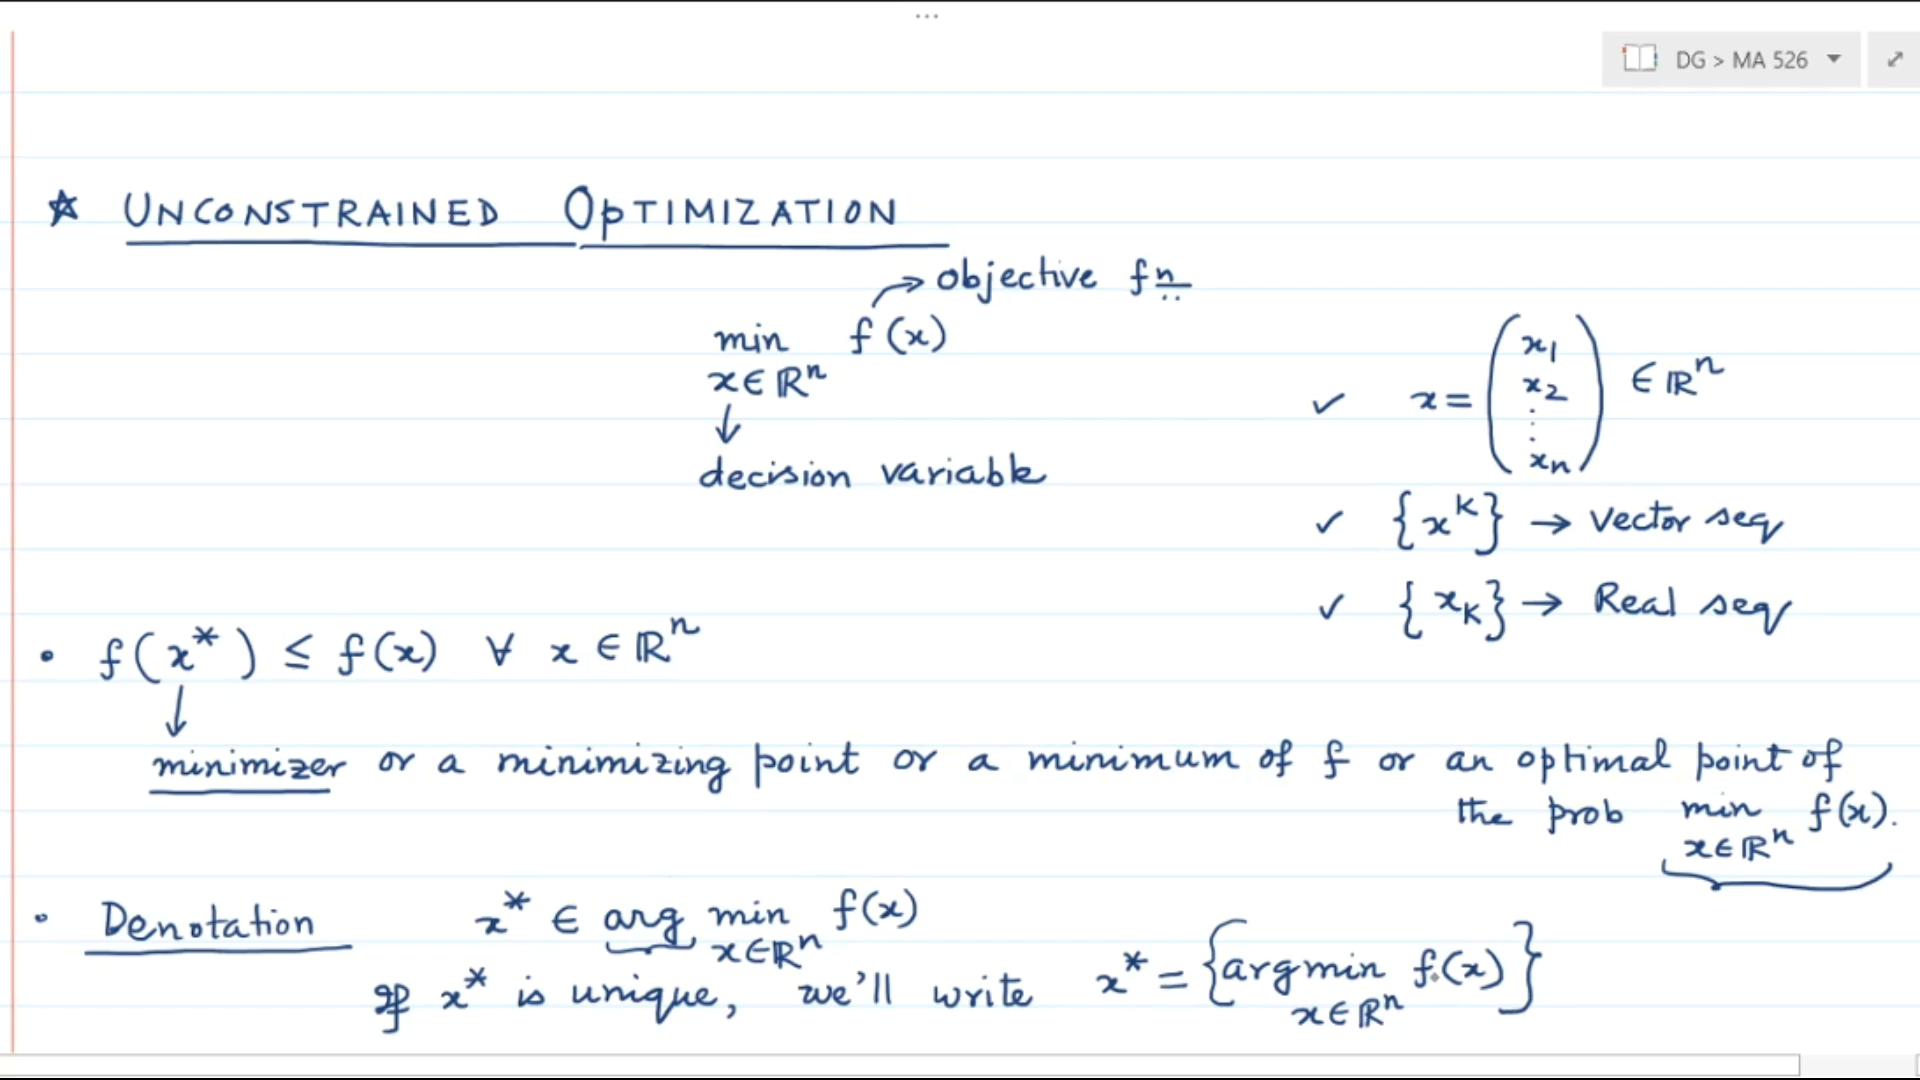 DG > MA 526
☆ UNCONSTRAINED OPTIMIZATION
→ objective fn
min f(x)
x∈ℝⁿ
↓
decision variable
✓ x = (x₁ x₂ ⋮ xₙ) ∈ ℝⁿ
✓ {x^k} → Vector seq
✓ {x_k} → Real seq
• f(x*) ≤ f(x) ∀ x ∈ ℝⁿ
↓
minimizer or a minimizing point or a minimum of f or an optimal point of
the prob min f(x).
x∈ℝⁿ
• Denotation x* ∈ arg min f(x)
x∈ℝⁿ
If x* is unique, we'll write x* = {argmin f(x)}
x∈ℝⁿ